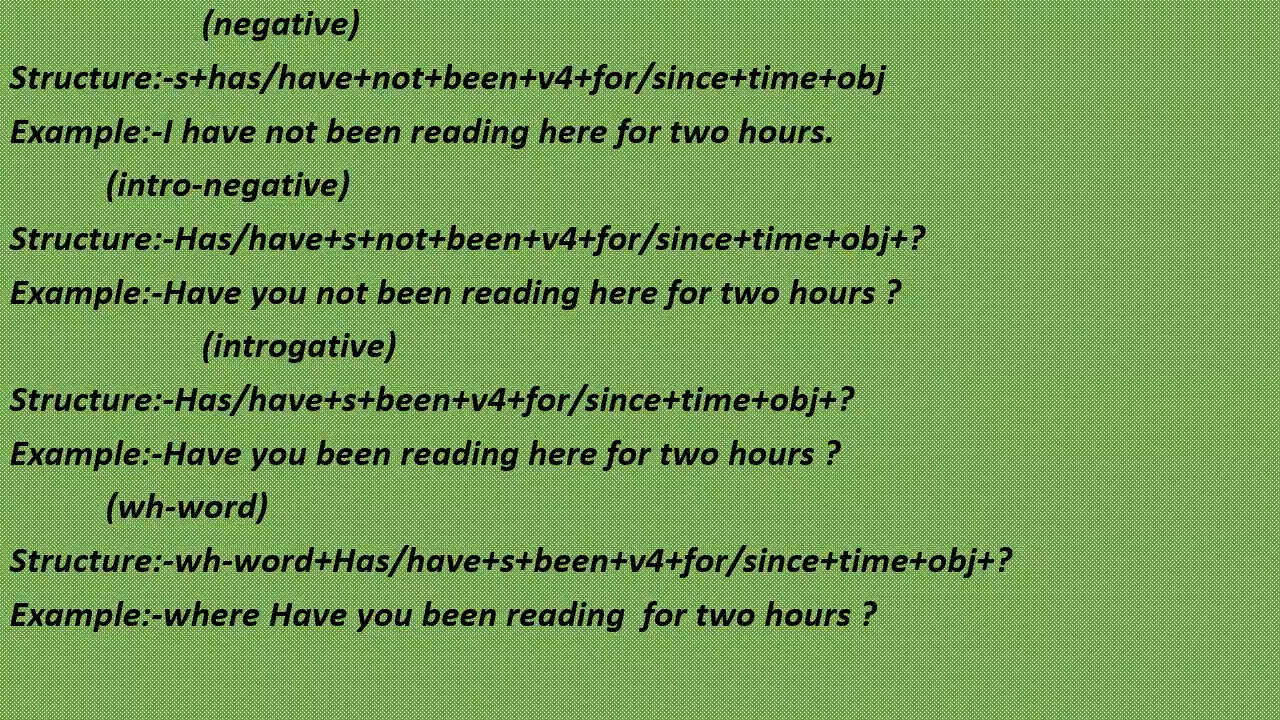 (negative)
Structure:-s+has/have+not+been+v4+for/since+time+obj
Example:-I have not been reading here for two hours.
(intro-negative)
Structure:-Has/have+s+not+been+v4+for/since+time+obj+?
Example:-Have you not been reading here for two hours ?
(introgative)
Structure:-Has/have+s+been+v4+for/since+time+obj+?
Example:-Have you been reading here for two hours ?
(wh-word)
Structure:-wh-word+Has/have+s+been+v4+for/since+time+obj+?
Example:-where Have you been reading  for two hours ?